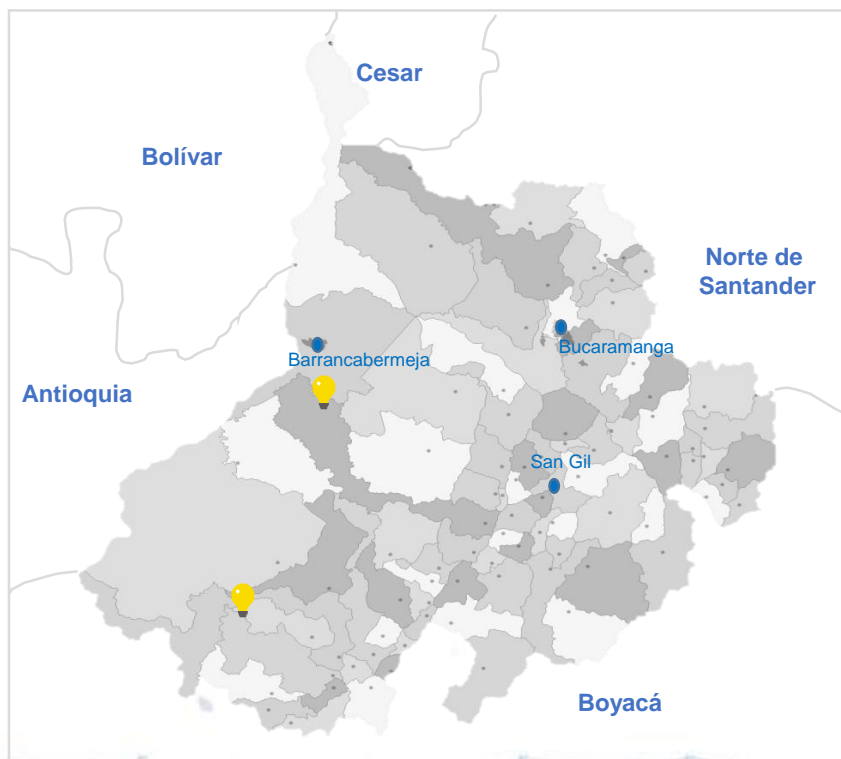 Cesar
Bolívar
Norte de
Santander
Barrancabermeja
Bucaramanga
Antioquia
San Gil
Boyacá